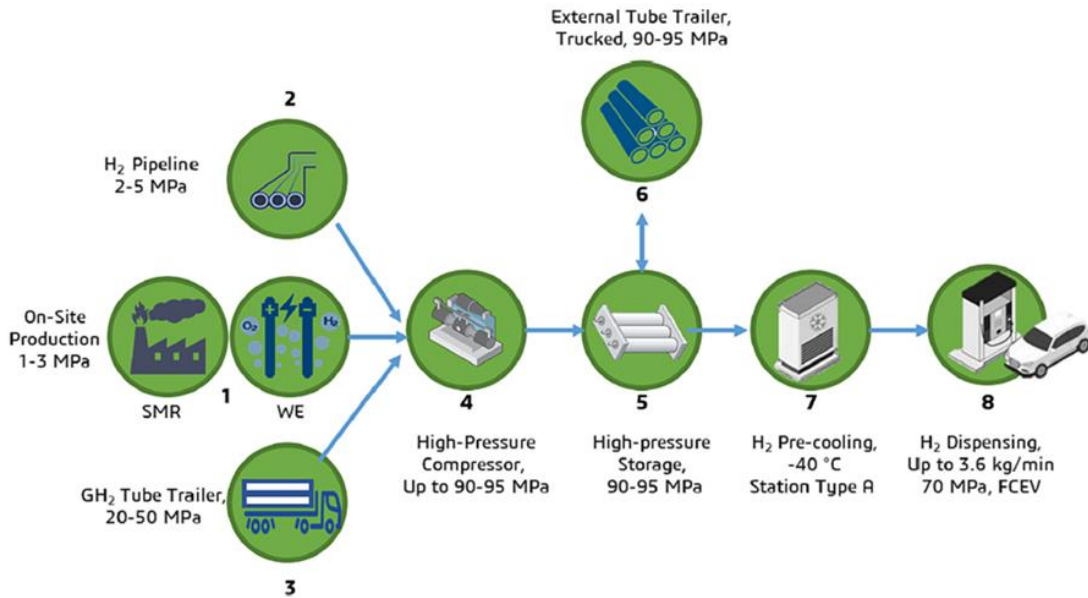 External Tube Trailer,
Trucked, 90-95 MPa
2
H₂ Pipeline
2-5 MPa
6
On-Site
Production
1-3 MPa
O₂
+
-
H₂
1
SMR
WE
4
5
7
8
High-Pressure
Compressor,
Up to 90-95 MPa
High-pressure
Storage,
90-95 MPa
H₂ Pre-cooling,
-40 °C
Station Type A
H₂ Dispensing,
Up to 3.6 kg/min
70 MPa, FCEV
GH₂ Tube Trailer,
20-50 MPa
3